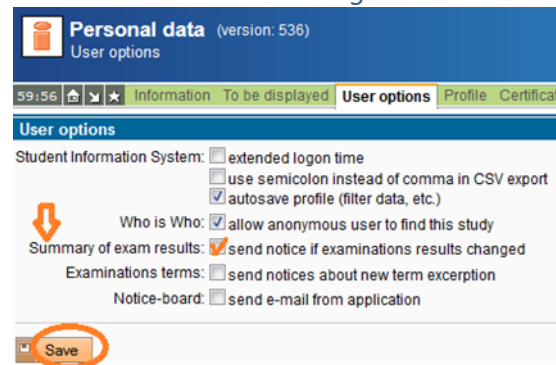 Personal data (version: 536)
User options
59:56 Information To be displayed User options Profile
User options
Student Information System: extended logon time
use semicolon instead of comma in CSV export
autosave profile (filter data, etc.)
Who is Who: allow anonymous user to find this study
Summary of exam results: send notice if examinations results changed
Examinations terms: send notices about new term excerption
Notice-board: send e-mail from application
Save